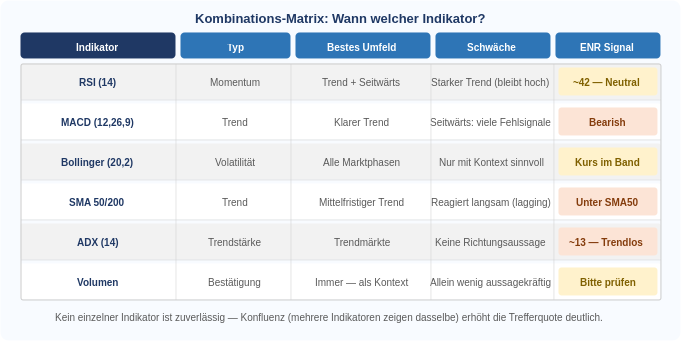 Kombinations-Matrix: Wann welcher Indikator?
Indikator Typ Bestes Umfeld Schwäche ENR Signal
RSI (14) Momentum Trend + Seitwärts Starker Trend (bleibt hoch) ~42 — Neutral
MACD (12,26,9) Trend Klarer Trend Seitwärts: viele Fehlsignale Bearish
Bollinger (20,2) Volatilität Alle Marktphasen Nur mit Kontext sinnvoll Kurs im Band
SMA 50/200 Trend Mittelfristiger Trend Reagiert langsam (lagging) Unter SMA50
ADX (14) Trendstärke Trendmärkte Keine Richtungsaussage ~13 — Trendlos
Volumen Bestätigung Immer — als Kontext Allein wenig aussagekräftig Bitte prüfen
Kein einzelner Indikator ist zuverlässig — Konfluenz (mehrere Indikatoren zeigen dasselbe) erhöht die Trefferquote deutlich.